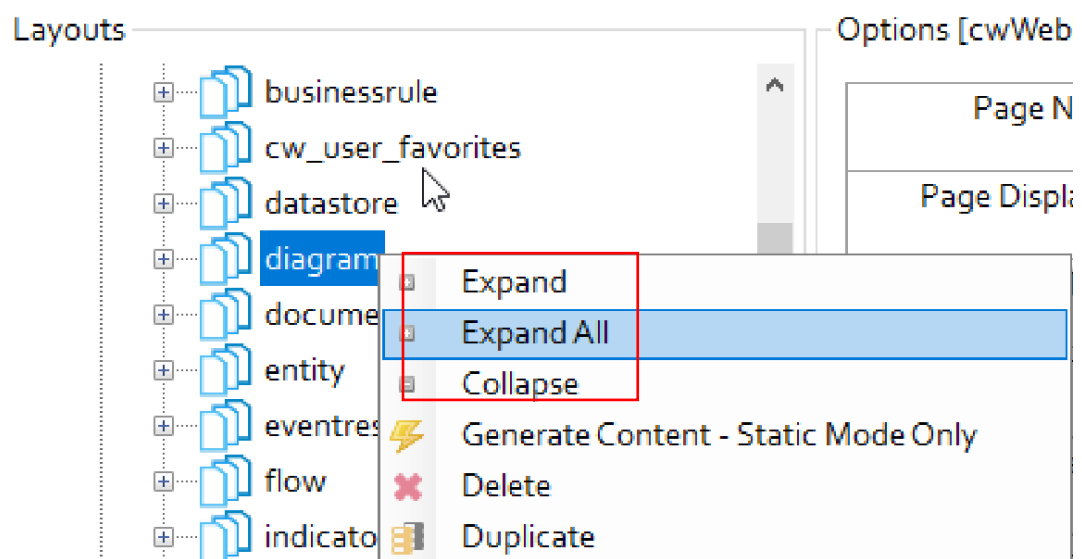 Layouts
businessrule
cw_user_favorites
datastore
diagram
docume
entity
eventres
flow
indicato
Expand
Expand All
Collapse
Generate Content - Static Mode Only
Delete
Duplicate
Options [cwWeb
Page N
Page Displa